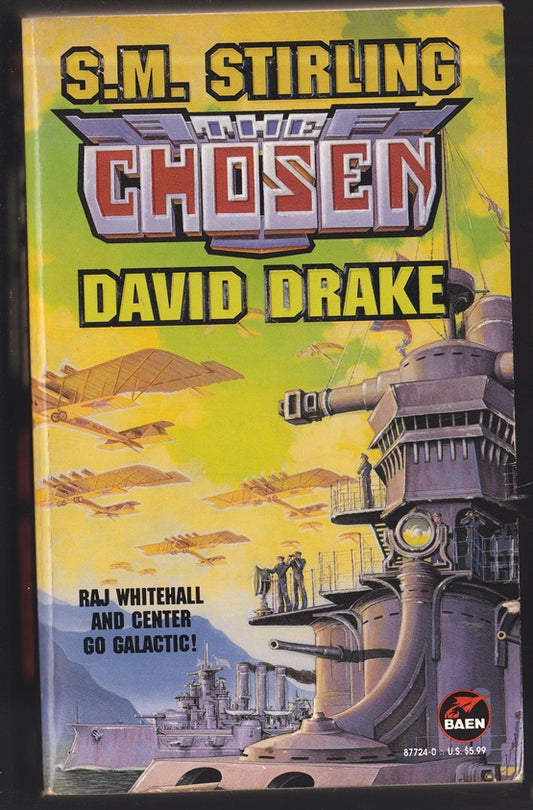 S.M. STIRLING
THE
CHOSEN
DAVID DRAKE
RAJ WHITEHALL
AND CENTER
GO GALACTIC!
BAEN
87724-0 · U.S. $5.99